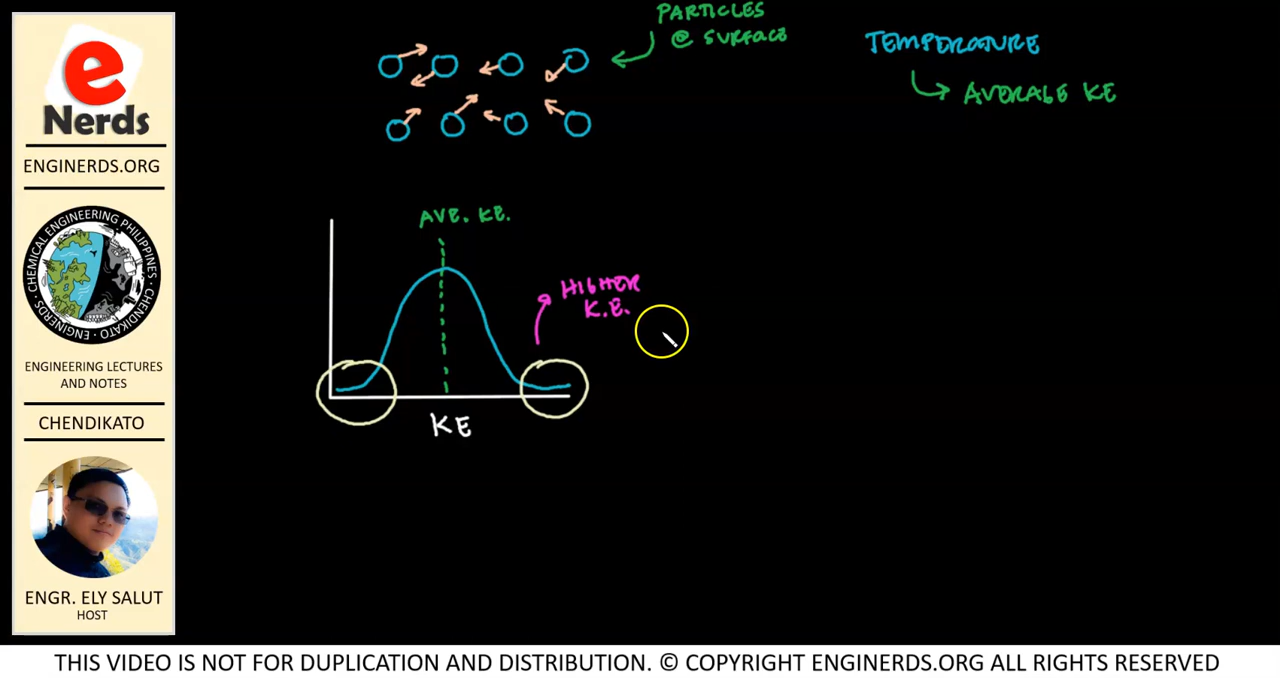 e
Nerds
ENGINERDS.ORG
CHEMICAL ENGINEERING PHILIPPINES
CHENDIKATO
ENGINERDS
ENGINEERING LECTURES
AND NOTES
CHENDIKATO
ENGR. ELY SALUT
HOST
PARTICLES
@ SURFACE
TEMPERATURE
AVERAGE KE
AVE. KE.
HIGHER
K.E.
KE
THIS VIDEO IS NOT FOR DUPLICATION AND DISTRIBUTION. © COPYRIGHT ENGINERDS.ORG ALL RIGHTS RESERVED